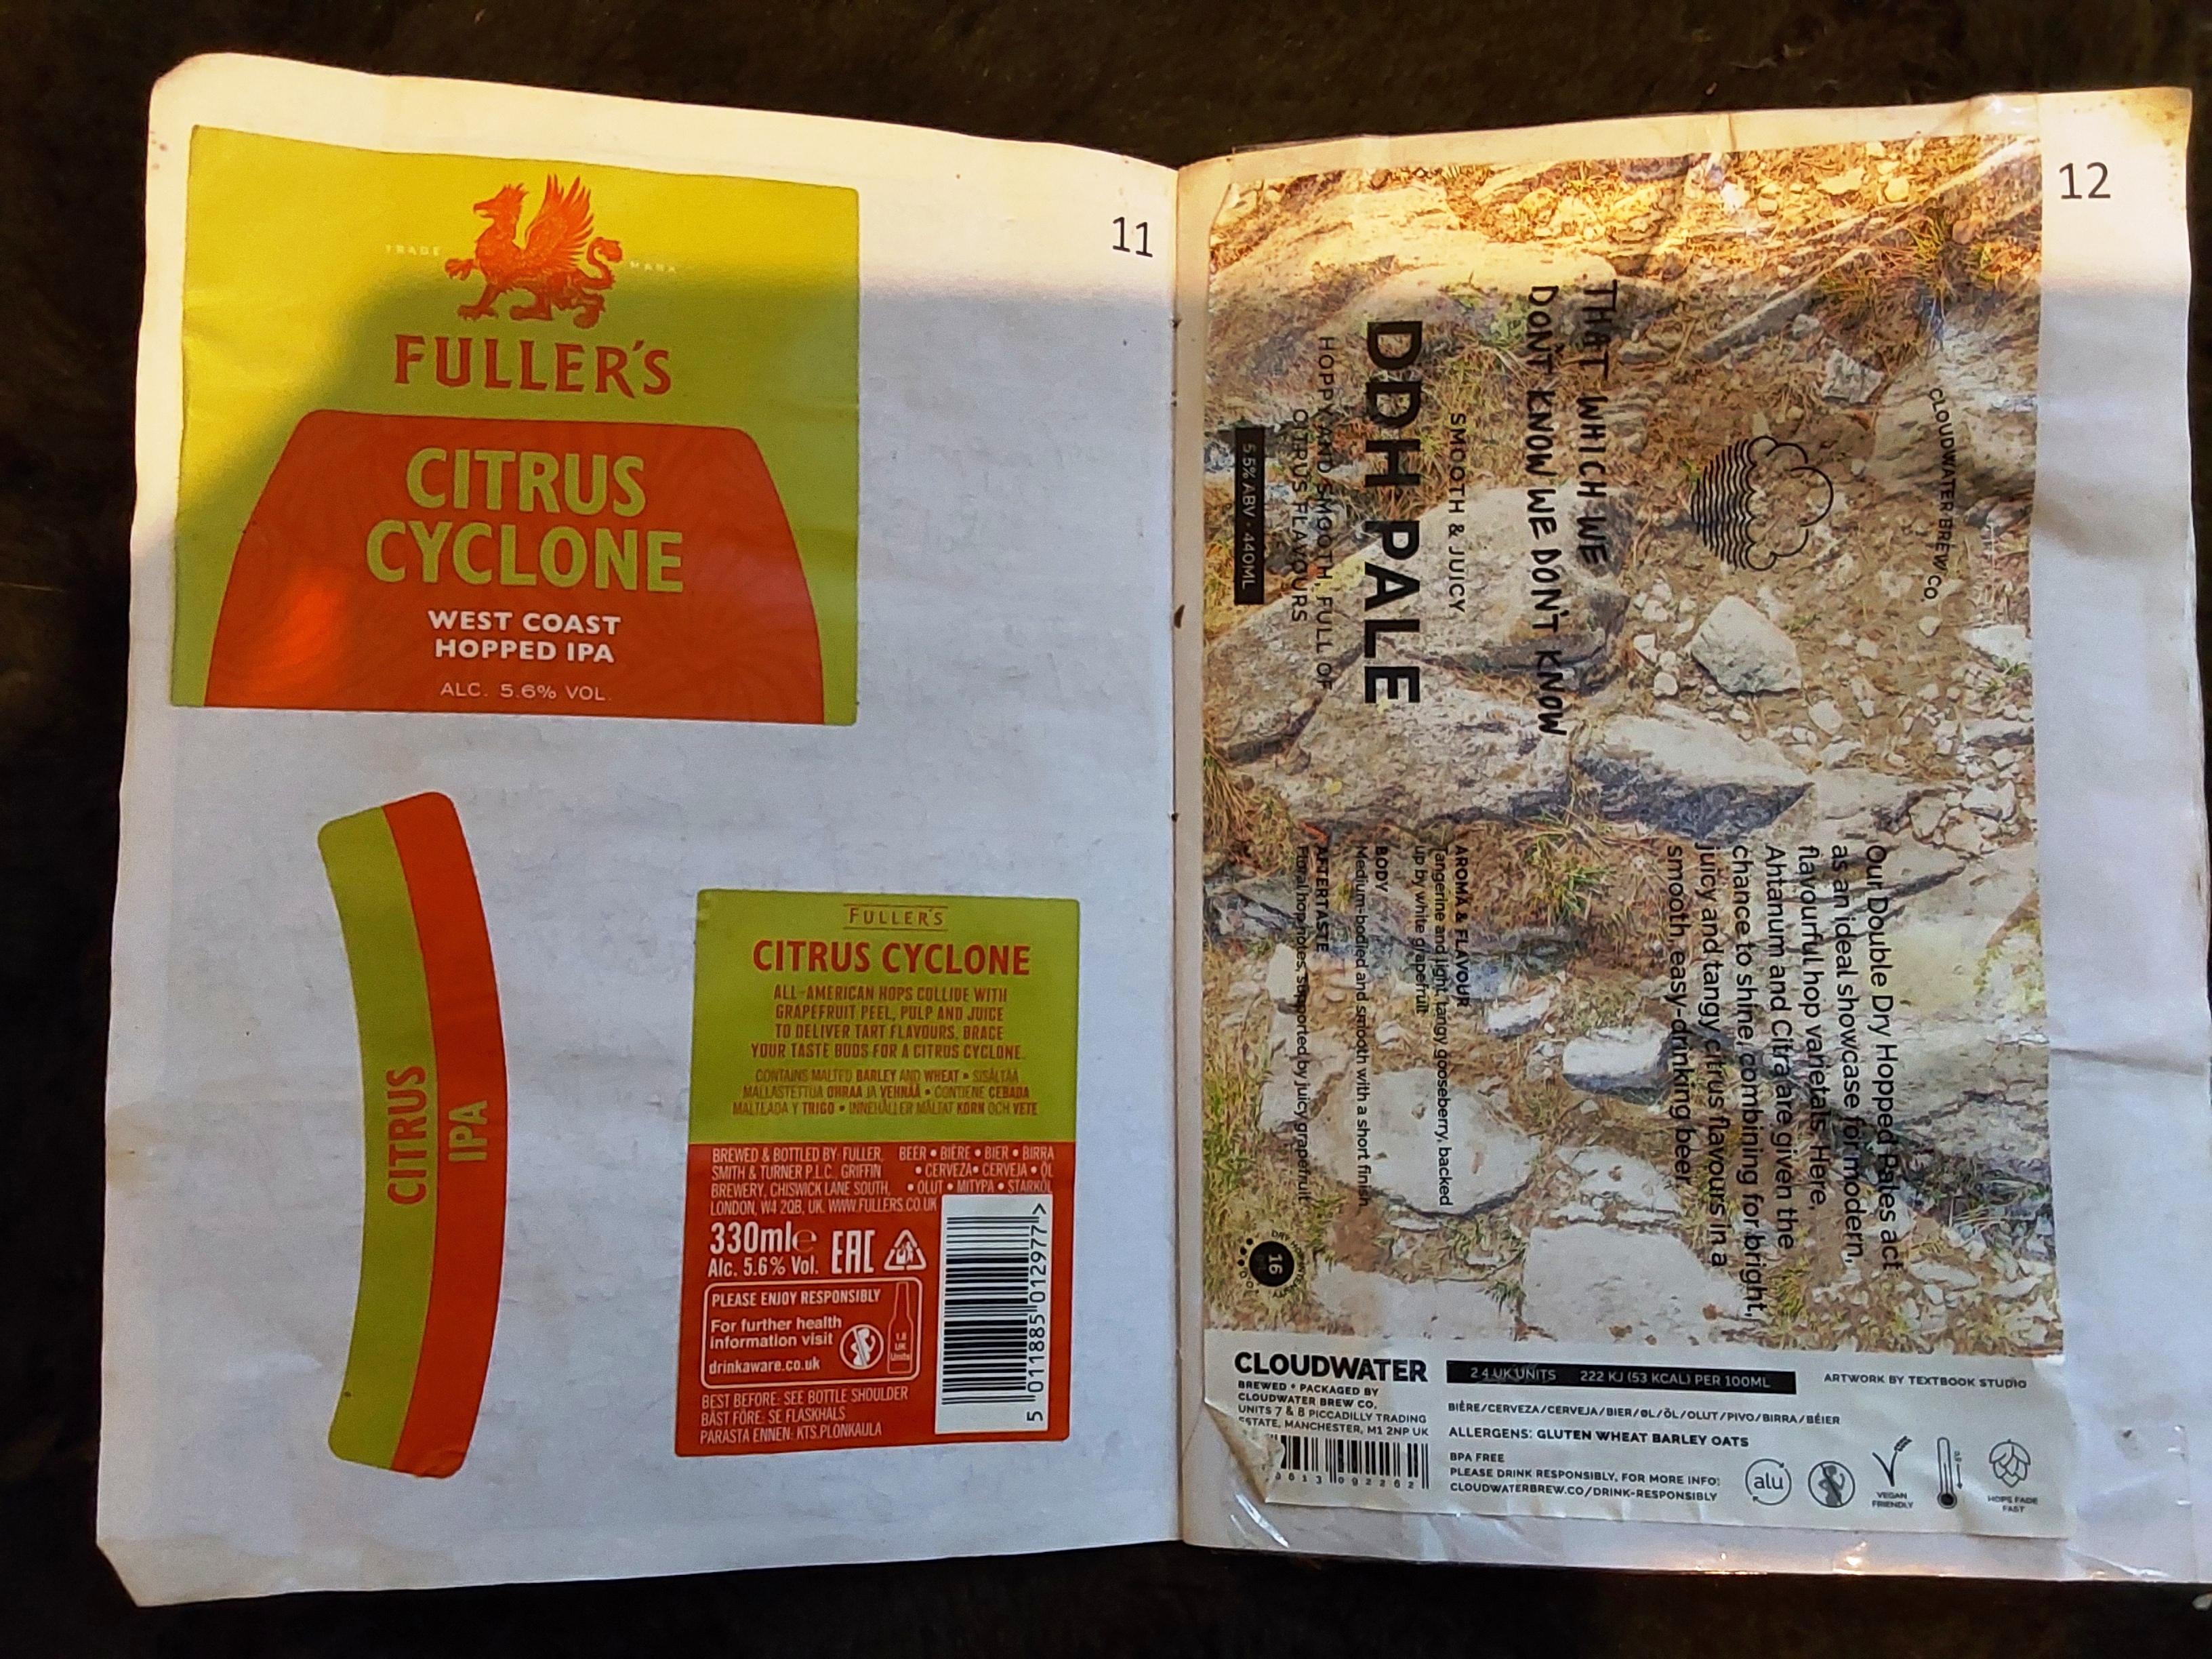 11
TRADE MARK
FULLER'S
CITRUS
CYCLONE
WEST COAST
HOPPED IPA
ALC. 5.6% VOL.
CITRUS
IPA
FULLER'S
CITRUS CYCLONE
ALL-AMERICAN HOPS COLLIDE WITH
GRAPEFRUIT PEEL, PULP AND JUICE
TO DELIVER TART FLAVOURS. BRACE
YOUR TASTE BUDS FOR A CITRUS CYCLONE.
CONTAINS MALTED BARLEY AND WHEAT • SISÄLTÄÄ
MALLASTETTUA OHRAA JA VEHNÄÄ • CONTIENE CEBADA
MALTEADA Y TRIGO • INNEHÅLLER MÄLTAT KORN OCH VETE
BREWED & BOTTLED BY FULLER,
SMITH & TURNER P.L.C. GRIFFIN
BREWERY, CHISWICK LANE SOUTH,
LONDON, W4 2QB, UK. WWW.FULLERS.CO.UK
BEER • BIÈRE • BIER • BIRRA
• CERVEZA • CERVEJA • ÖL
• OLUT • MITYPA • STARKÖL
330ml e
Alc. 5.6% Vol.
EAC
PLEASE ENJOY RESPONSIBLY
For further health
information visit
drinkaware.co.uk
1.8
UK
Units
BEST BEFORE: SEE BOTTLE SHOULDER
BÄST FÖRE: SE FLASKHALS
PARASTA ENNEN: KTS.PLONKAULA
5 011885 012977 >
12
CLOUDWATER BREW CO.
THAT WHICH WE
DON'T KNOW WE DON'T KNOW
SMOOTH & JUICY
DDH PALE
HOPPY AND SMOOTH, FULL OF
CITRUS FLAVOURS
5.5% ABV · 440ML
Our Double Dry Hopped Pales act
as an ideal showcase for modern,
flavourful hop varietals. Here,
Ahtanum and Citra are given the
chance to shine, combining for bright,
juicy and tangy citrus flavours in a
smooth, easy-drinking beer.
AROMA & FLAVOUR
Tangerine and light, tangy gooseberry, backed
up by white grapefruit
BODY
Medium-bodied and smooth with a short finish
AFTERTASTE
Floral hop notes, supported by juicy grapefruit
16
CLOUDWATER
BREWED + PACKAGED BY
CLOUDWATER BREW CO,
UNITS 7 & 8 PICCADILLY TRADING
ESTATE, MANCHESTER, M1 2NP UK
0613 092262
2.4 UK UNITS 222 KJ (53 KCAL) PER 100ML
ARTWORK BY TEXTBOOK STUDIO
BIÈRE/CERVEZA/CERVEJA/BIER/ØL/ÖL/OLUT/PIVO/BIRRA/BÉIER
ALLERGENS: GLUTEN WHEAT BARLEY OATS
BPA FREE
PLEASE DRINK RESPONSIBLY, FOR MORE INFO:
CLOUDWATERBREW.CO/DRINK-RESPONSIBLY
alu
VEGAN
FRIENDLY
HOPS FADE
FAST